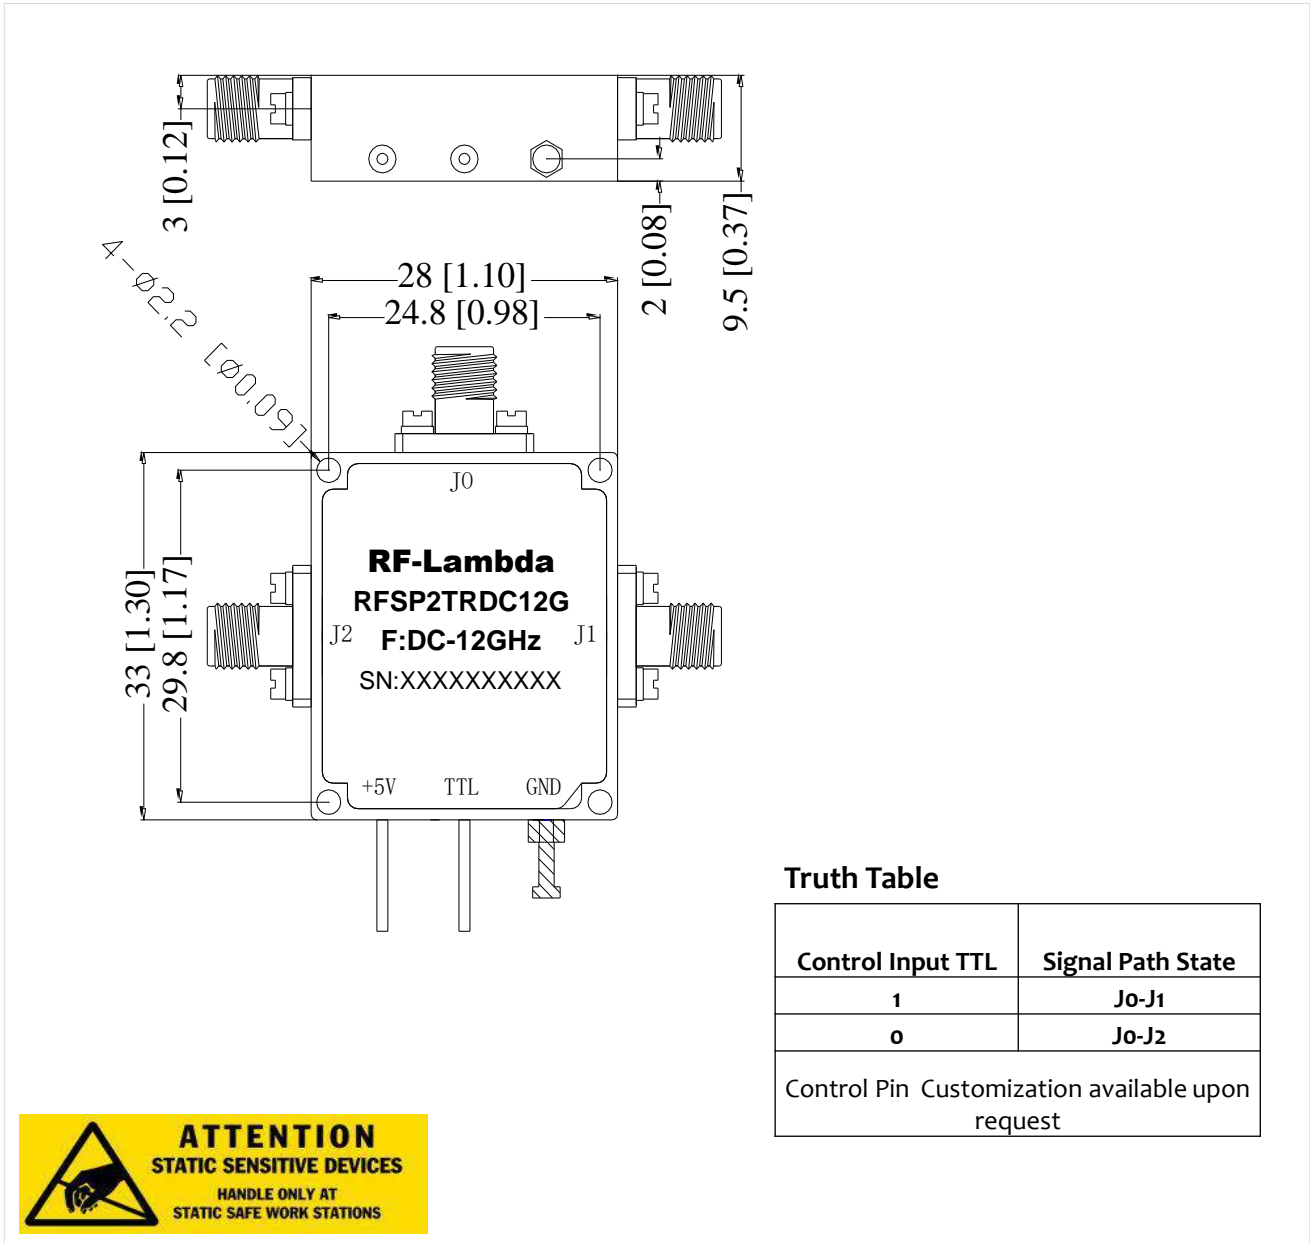 3 [0.12]
2 [0.08]
9.5 [0.37]
4-Ø2.2 [Ø0.09]
28 [1.10]
24.8 [0.98]
33 [1.30]
29.8 [1.17]
J0
RF-Lambda
RFSP2TRDC12G
J2
F:DC-12GHz
J1
SN:XXXXXXXXXX
+5V TTL GND
Truth Table
Control Input TTL Signal Path State
1 J0-J1
0 J0-J2
Control Pin Customization available upon
request
ATTENTION
STATIC SENSITIVE DEVICES
HANDLE ONLY AT
STATIC SAFE WORK STATIONS